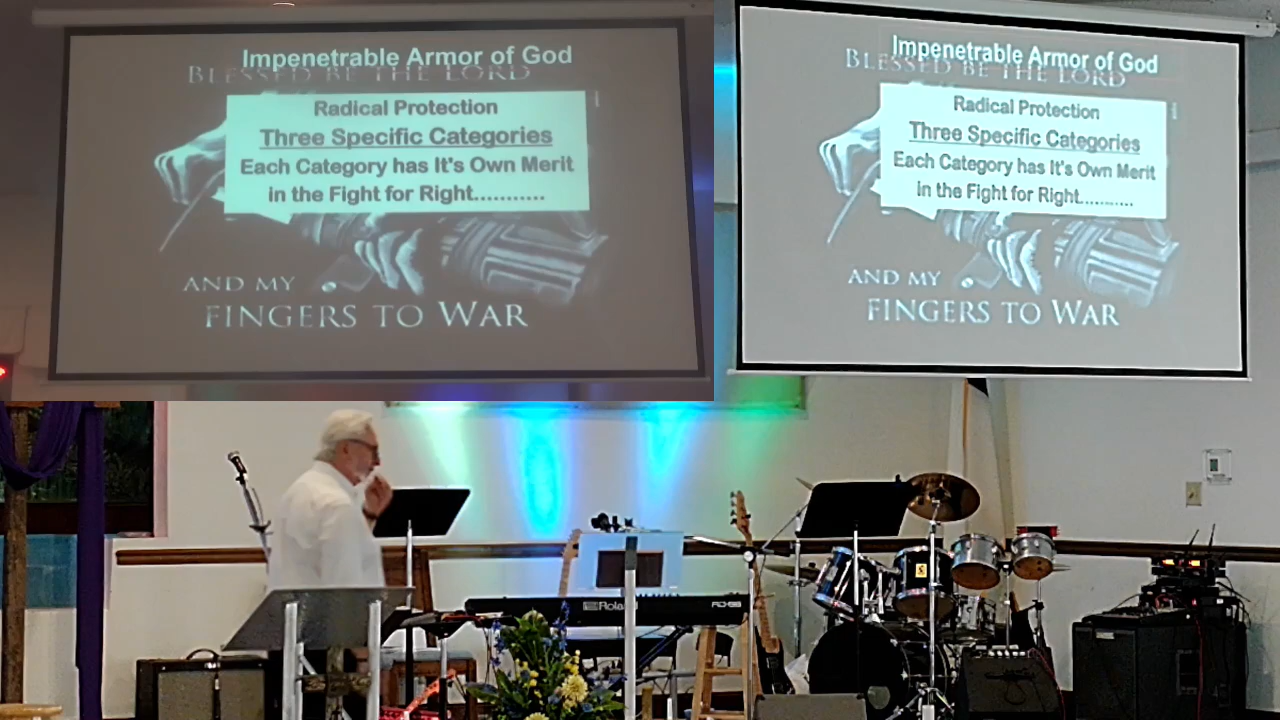 Impenetrable Armor of God
BLESSED BE THE LORD
Radical Protection
Three Specific Categories
Each Category has It's Own Merit
in the Fight for Right...........
AND MY
FINGERS TO WAR
Impenetrable Armor of God
BLESSED BE THE LORD
Radical Protection
Three Specific Categories
Each Category has It's Own Merit
in the Fight for Right..........
AND MY
FINGERS TO WAR
Roland